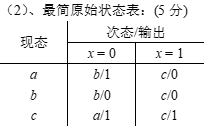 (2)、最简原始状态表：(5 分)
现态 次态/输出
x = 0 x = 1
a b/1 c/0
b b/0 c/0
c a/1 c/1